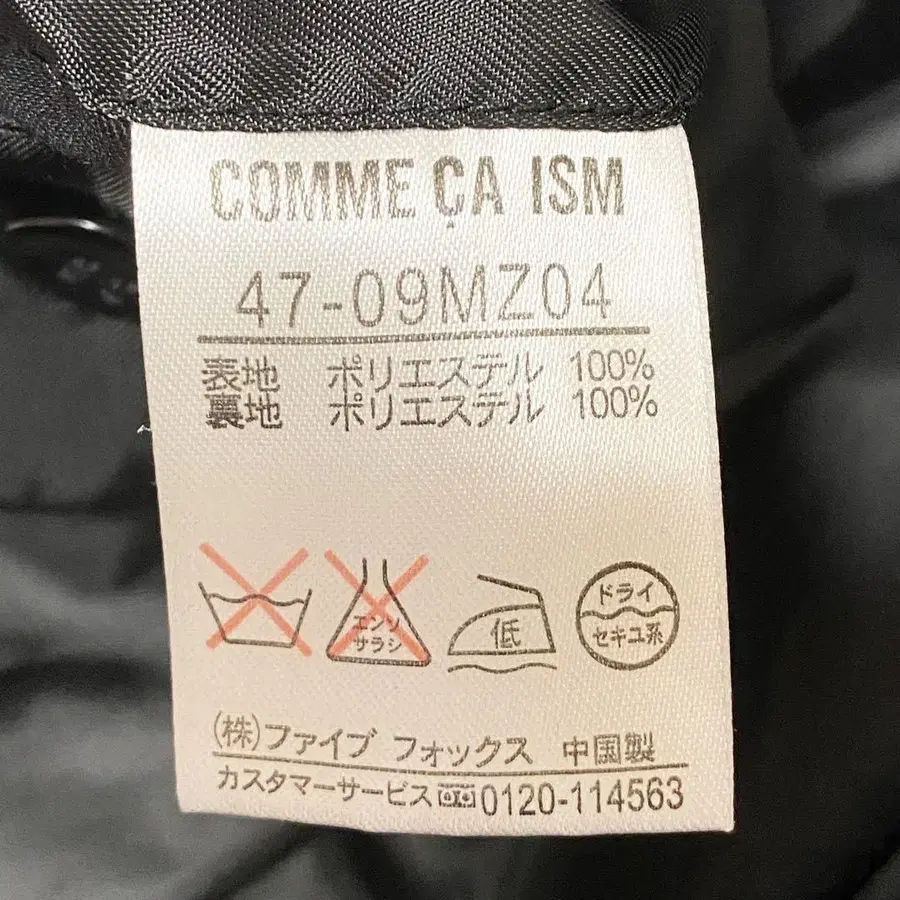 COMME ÇA ISM
47-09MZ04
表地 ポリエステル 100%
裏地 ポリエステル 100%
エンソ
サラシ
低
ドライ
セキユ系
(株)ファイブ フォックス 中国製
カスタマーサービス 0120-114563